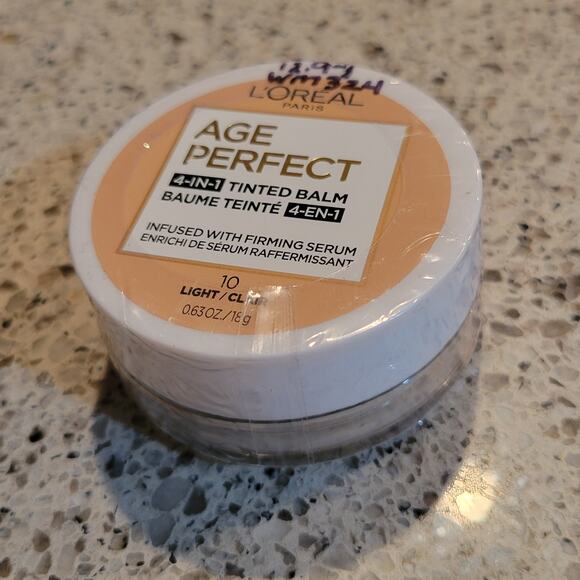 12.94
WM324
L'ORÉAL
PARIS
AGE
PERFECT
4-IN-1 TINTED BALM
BAUME TEINTÉ 4-EN-1
INFUSED WITH FIRMING SERUM
ENRICHI DE SÉRUM RAFFERMISSANT
10
LIGHT/CLAIR
0.63 OZ./18g